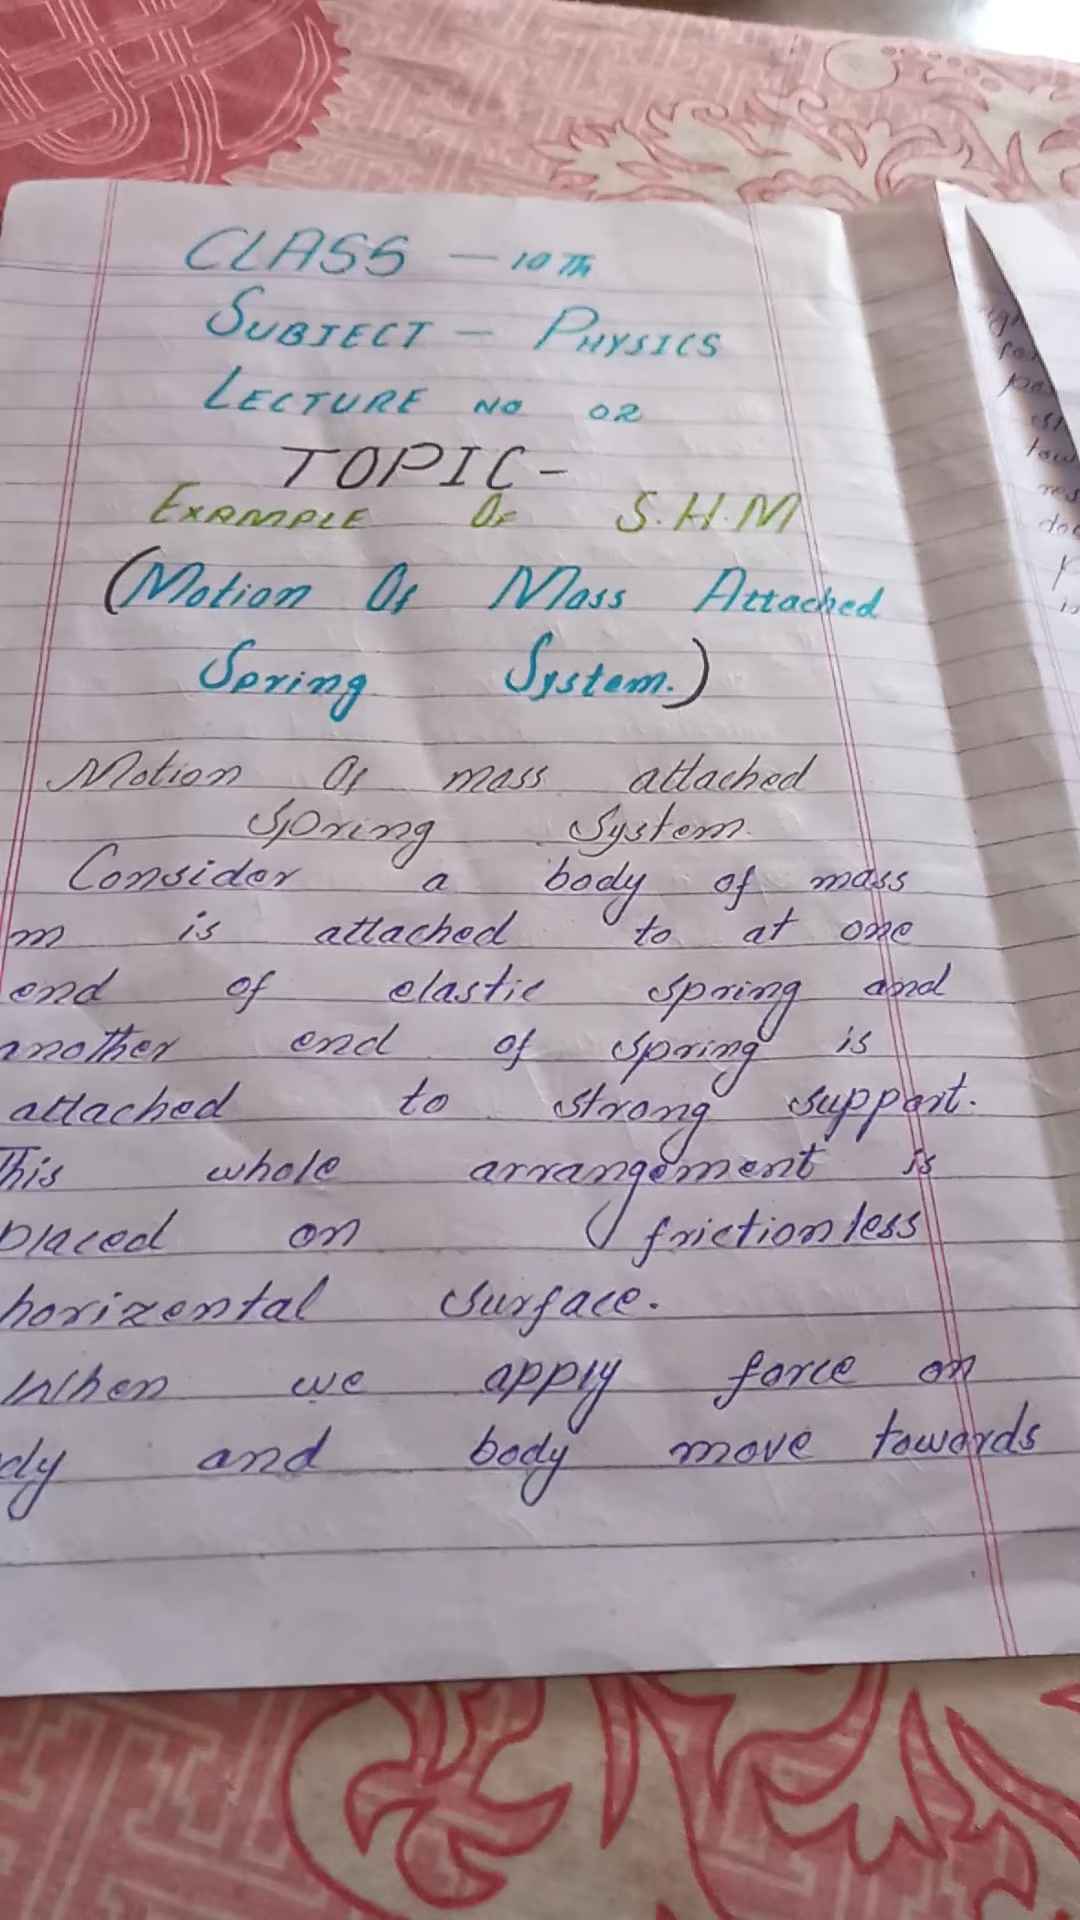 CLASS - 10Th
SUBJECT - PHYSICS
LECTURE NO 02
TOPIC-
EXAMPLE OF S.H.M
(Motion Of Mass Attached
Spring System.)
Motion Of mass attached
Spring System.
Consider a body of mass
m is attached to at one
end of elastic spring and
another end of spring is
attached to strong support.
This whole arrangement is
placed on frictionless
horizental surface.
When we apply force on
dy and body move towards